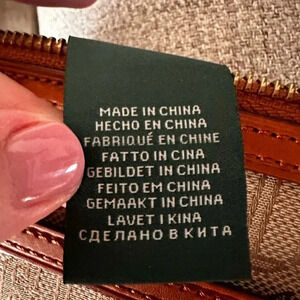 MADE IN CHINA
HECHO EN CHINA
FABRIQUÉ EN CHINE
FATTO IN CINA
GEBILDET IN CHINA
FEITO EM CHINA
GEMAAKT IN CHINA
LAVET I KINA
СДЕЛАНО В КИТА